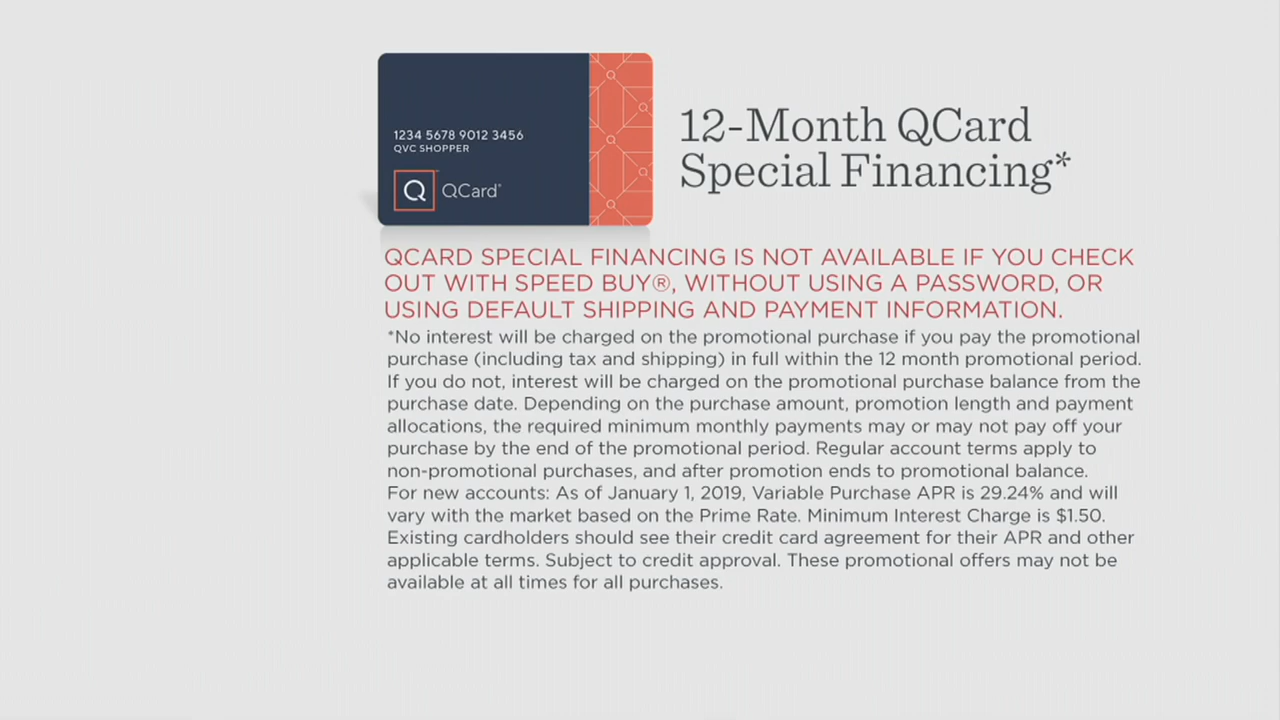 1234 5678 9012 3456
QVC SHOPPER
Q QCard®
12-Month QCard
Special Financing*
QCARD SPECIAL FINANCING IS NOT AVAILABLE IF YOU CHECK
OUT WITH SPEED BUY®, WITHOUT USING A PASSWORD, OR
USING DEFAULT SHIPPING AND PAYMENT INFORMATION.
*No interest will be charged on the promotional purchase if you pay the promotional
purchase (including tax and shipping) in full within the 12 month promotional period.
If you do not, interest will be charged on the promotional purchase balance from the
purchase date. Depending on the purchase amount, promotion length and payment
allocations, the required minimum monthly payments may or may not pay off your
purchase by the end of the promotional period. Regular account terms apply to
non-promotional purchases, and after promotion ends to promotional balance.
For new accounts: As of January 1, 2019, Variable Purchase APR is 29.24% and will
vary with the market based on the Prime Rate. Minimum Interest Charge is $1.50.
Existing cardholders should see their credit card agreement for their APR and other
applicable terms. Subject to credit approval. These promotional offers may not be
available at all times for all purchases.